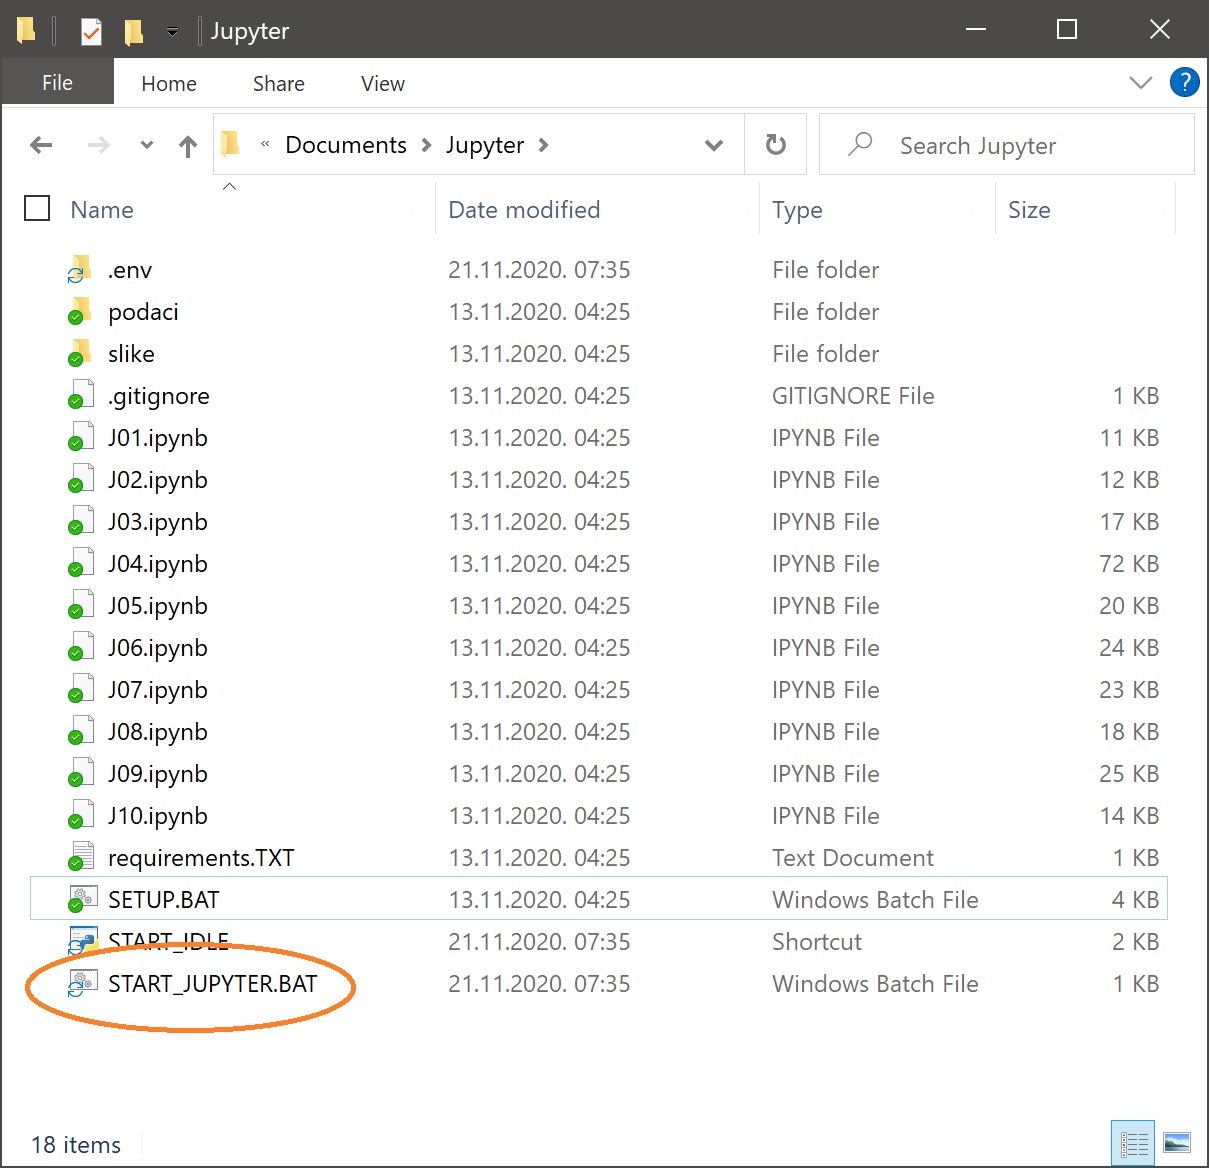 Jupyter
File Home Share View
« Documents > Jupyter > Search Jupyter
Name Date modified Type Size
.env 21.11.2020. 07:35 File folder
podaci 13.11.2020. 04:25 File folder
slike 13.11.2020. 04:25 File folder
.gitignore 13.11.2020. 04:25 GITIGNORE File 1 KB
J01.ipynb 13.11.2020. 04:25 IPYNB File 11 KB
J02.ipynb 13.11.2020. 04:25 IPYNB File 12 KB
J03.ipynb 13.11.2020. 04:25 IPYNB File 17 KB
J04.ipynb 13.11.2020. 04:25 IPYNB File 72 KB
J05.ipynb 13.11.2020. 04:25 IPYNB File 20 KB
J06.ipynb 13.11.2020. 04:25 IPYNB File 24 KB
J07.ipynb 13.11.2020. 04:25 IPYNB File 23 KB
J08.ipynb 13.11.2020. 04:25 IPYNB File 18 KB
J09.ipynb 13.11.2020. 04:25 IPYNB File 25 KB
J10.ipynb 13.11.2020. 04:25 IPYNB File 14 KB
requirements.TXT 13.11.2020. 04:25 Text Document 1 KB
SETUP.BAT 13.11.2020. 04:25 Windows Batch File 4 KB
START_IDLE 21.11.2020. 07:35 Shortcut 2 KB
START_JUPYTER.BAT 21.11.2020. 07:35 Windows Batch File 1 KB
18 items